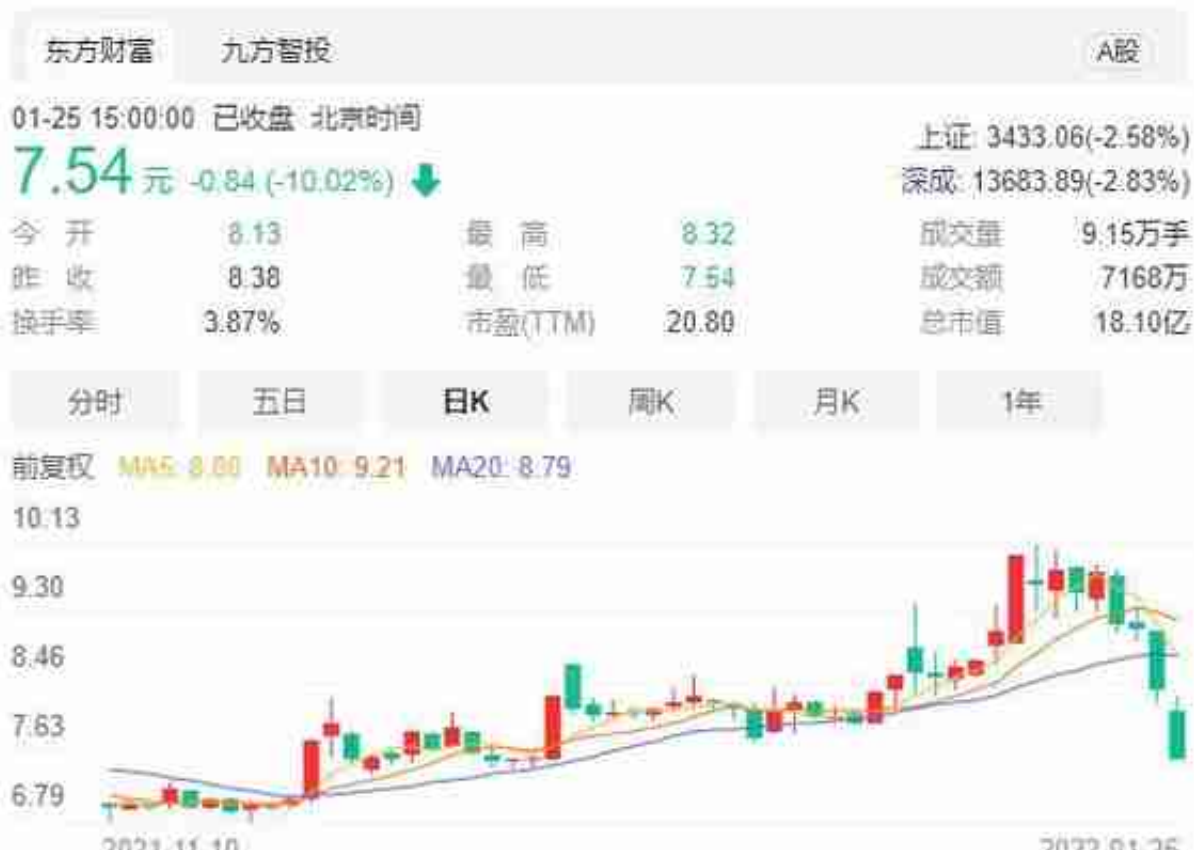 东方财富 九方智投 A股
01-25 15:00:00 已收盘 北京时间
上证: 3433.06(-2.58%)
7.54 元 -0.84 (-10.02%)
深成: 13683.89(-2.83%)
今 开 8.13 最 高 8.32 成交量 9.15万手
昨 收 8.38 最 低 7.54 成交额 7168万
换手率 3.87% 市盈(TTM) 20.80 总市值 18.10亿
分时 五日 日K 周K 月K 1年
前复权 MA5: MA10: 9.21 MA20: 8.79
10.13
9.30
8.46
7.63
6.79